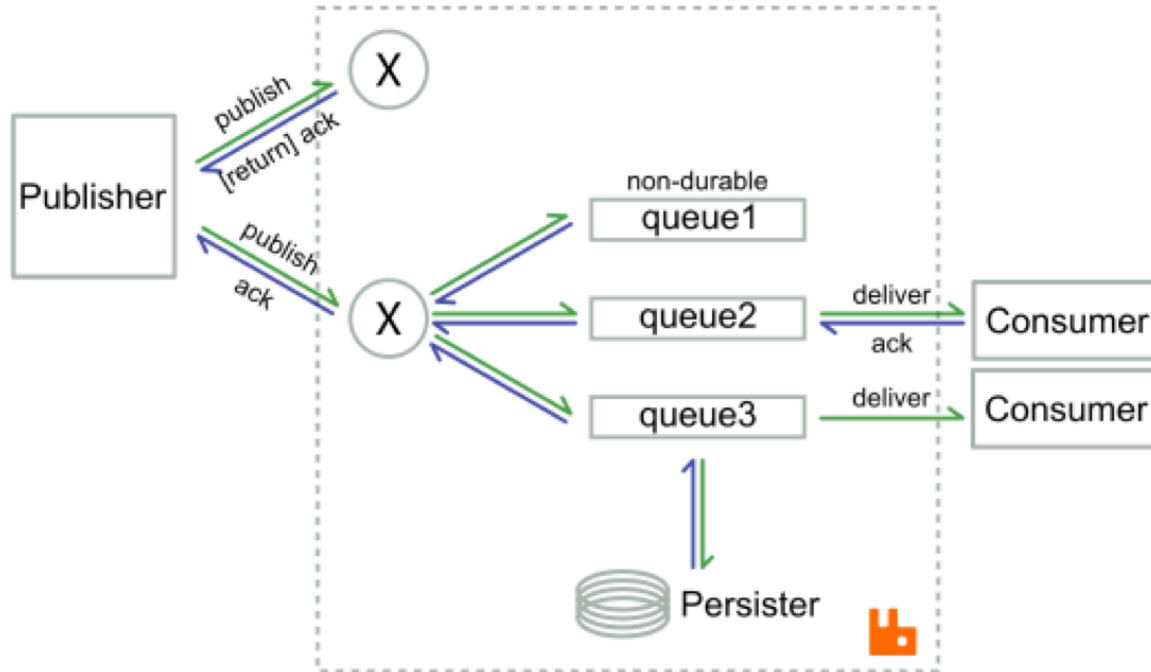 X
publish
[return] ack
Publisher
non-durable
queue1
publish
ack
X
queue2
deliver
ack
Consumer
queue3
deliver
Consumer
Persister